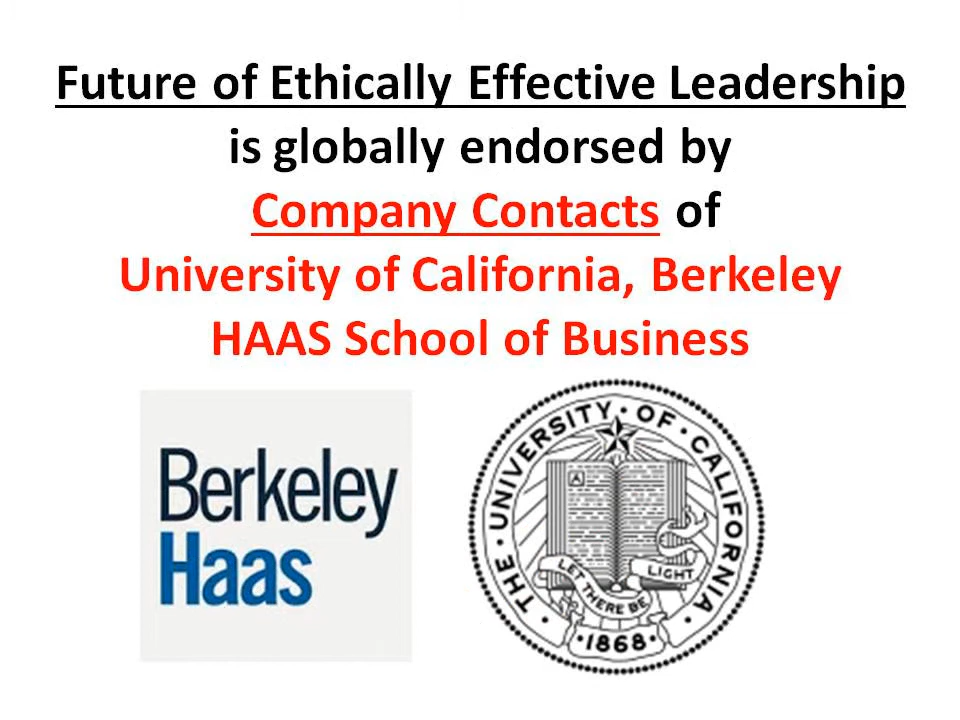 Future of Ethically Effective Leadership
is globally endorsed by
Company Contacts of
University of California, Berkeley
HAAS School of Business
Berkeley
Haas
THE · UNIVERSITY · OF · CALIFORNIA ·
A
LET THERE BE LIGHT
· 1868 ·